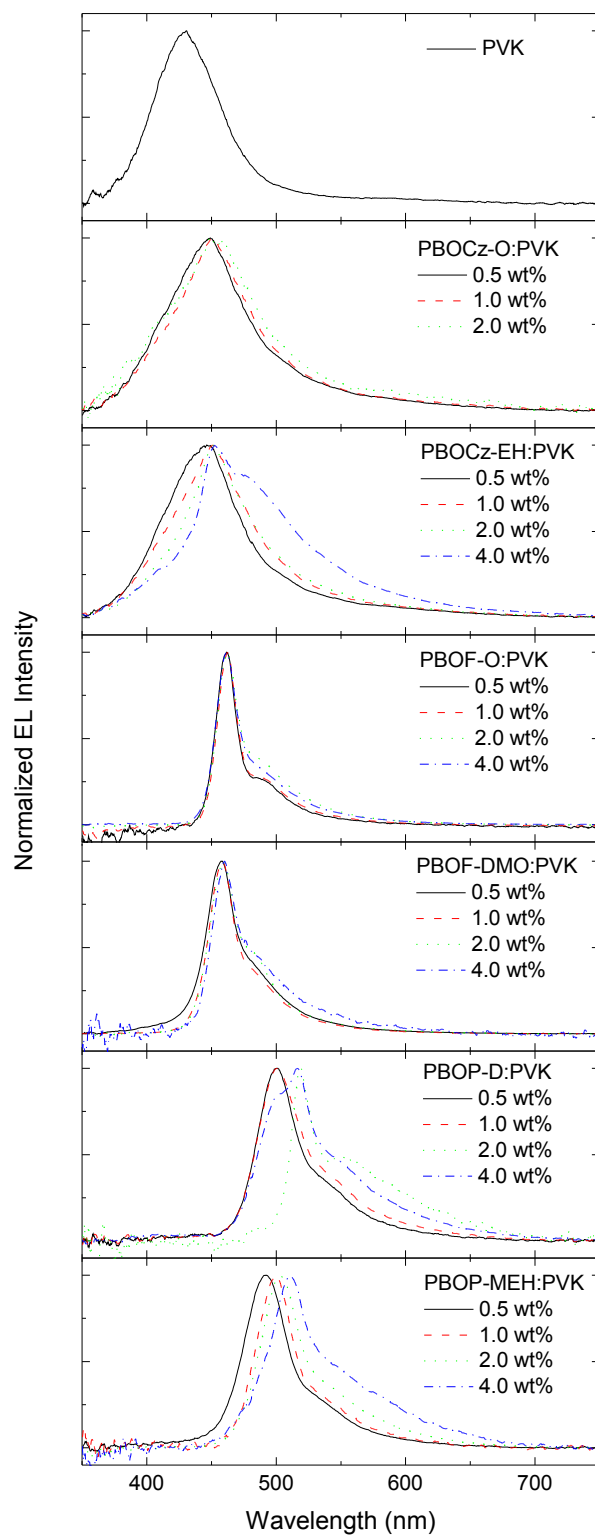 PVK
PBOCz-O:PVK
0.5 wt%
1.0 wt%
2.0 wt%
PBOCz-EH:PVK
0.5 wt%
1.0 wt%
2.0 wt%
4.0 wt%
PBOF-O:PVK
0.5 wt%
1.0 wt%
2.0 wt%
4.0 wt%
PBOF-DMO:PVK
0.5 wt%
1.0 wt%
2.0 wt%
4.0 wt%
PBOP-D:PVK
0.5 wt%
1.0 wt%
2.0 wt%
4.0 wt%
PBOP-MEH:PVK
0.5 wt%
1.0 wt%
2.0 wt%
4.0 wt%
Normalized EL Intensity
400 500 600 700
Wavelength (nm)